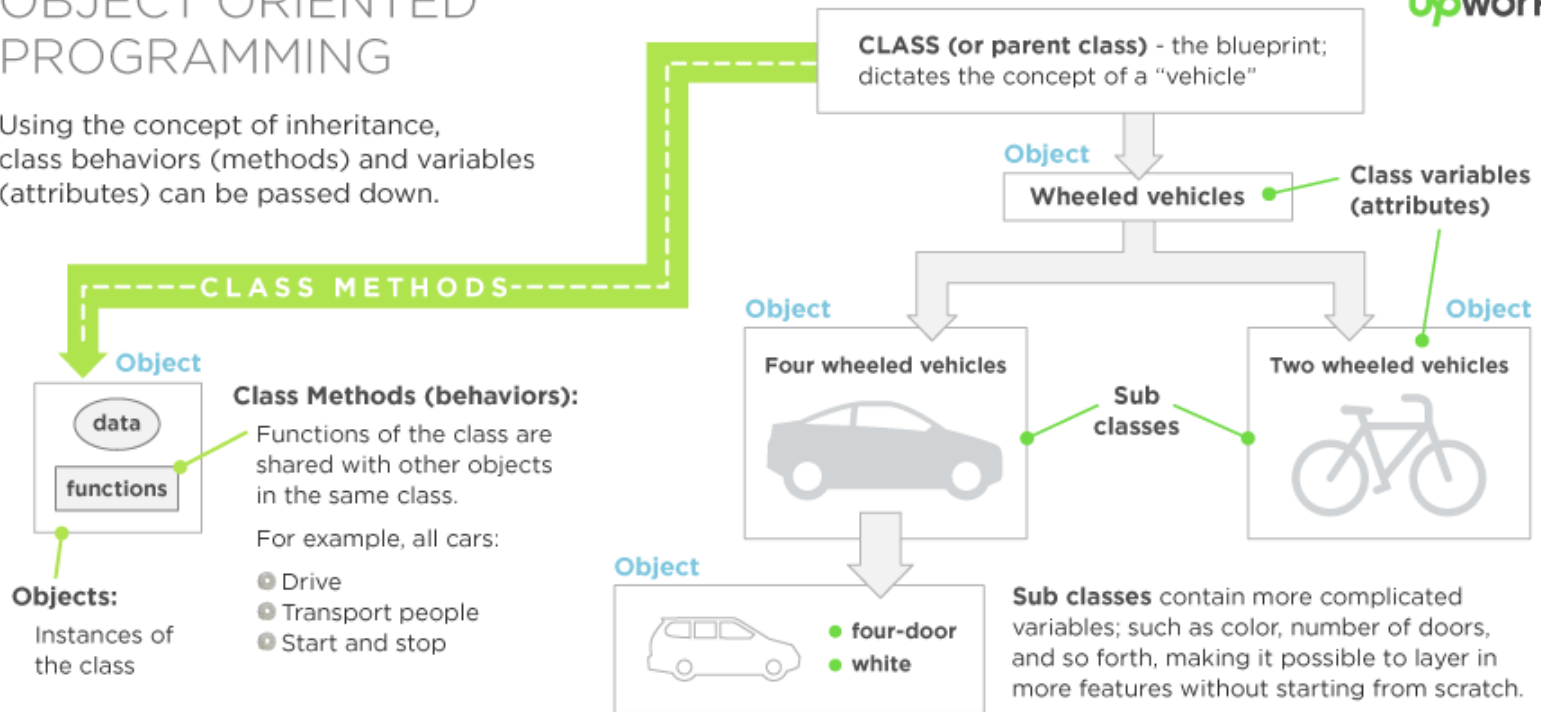 OBJECT ORIENTED
PROGRAMMING
Using the concept of inheritance,
class behaviors (methods) and variables
(attributes) can be passed down.
upwork
CLASS (or parent class) - the blueprint;
dictates the concept of a “vehicle”
Object
Wheeled vehicles
Class variables
(attributes)
CLASS METHODS
Object
data
functions
Objects:
Instances of
the class
Class Methods (behaviors):
Functions of the class are
shared with other objects
in the same class.
For example, all cars:
Drive
Transport people
Start and stop
Object
Four wheeled vehicles
Sub
classes
Object
Two wheeled vehicles
Object
four-door
white
Sub classes contain more complicated
variables; such as color, number of doors,
and so forth, making it possible to layer in
more features without starting from scratch.